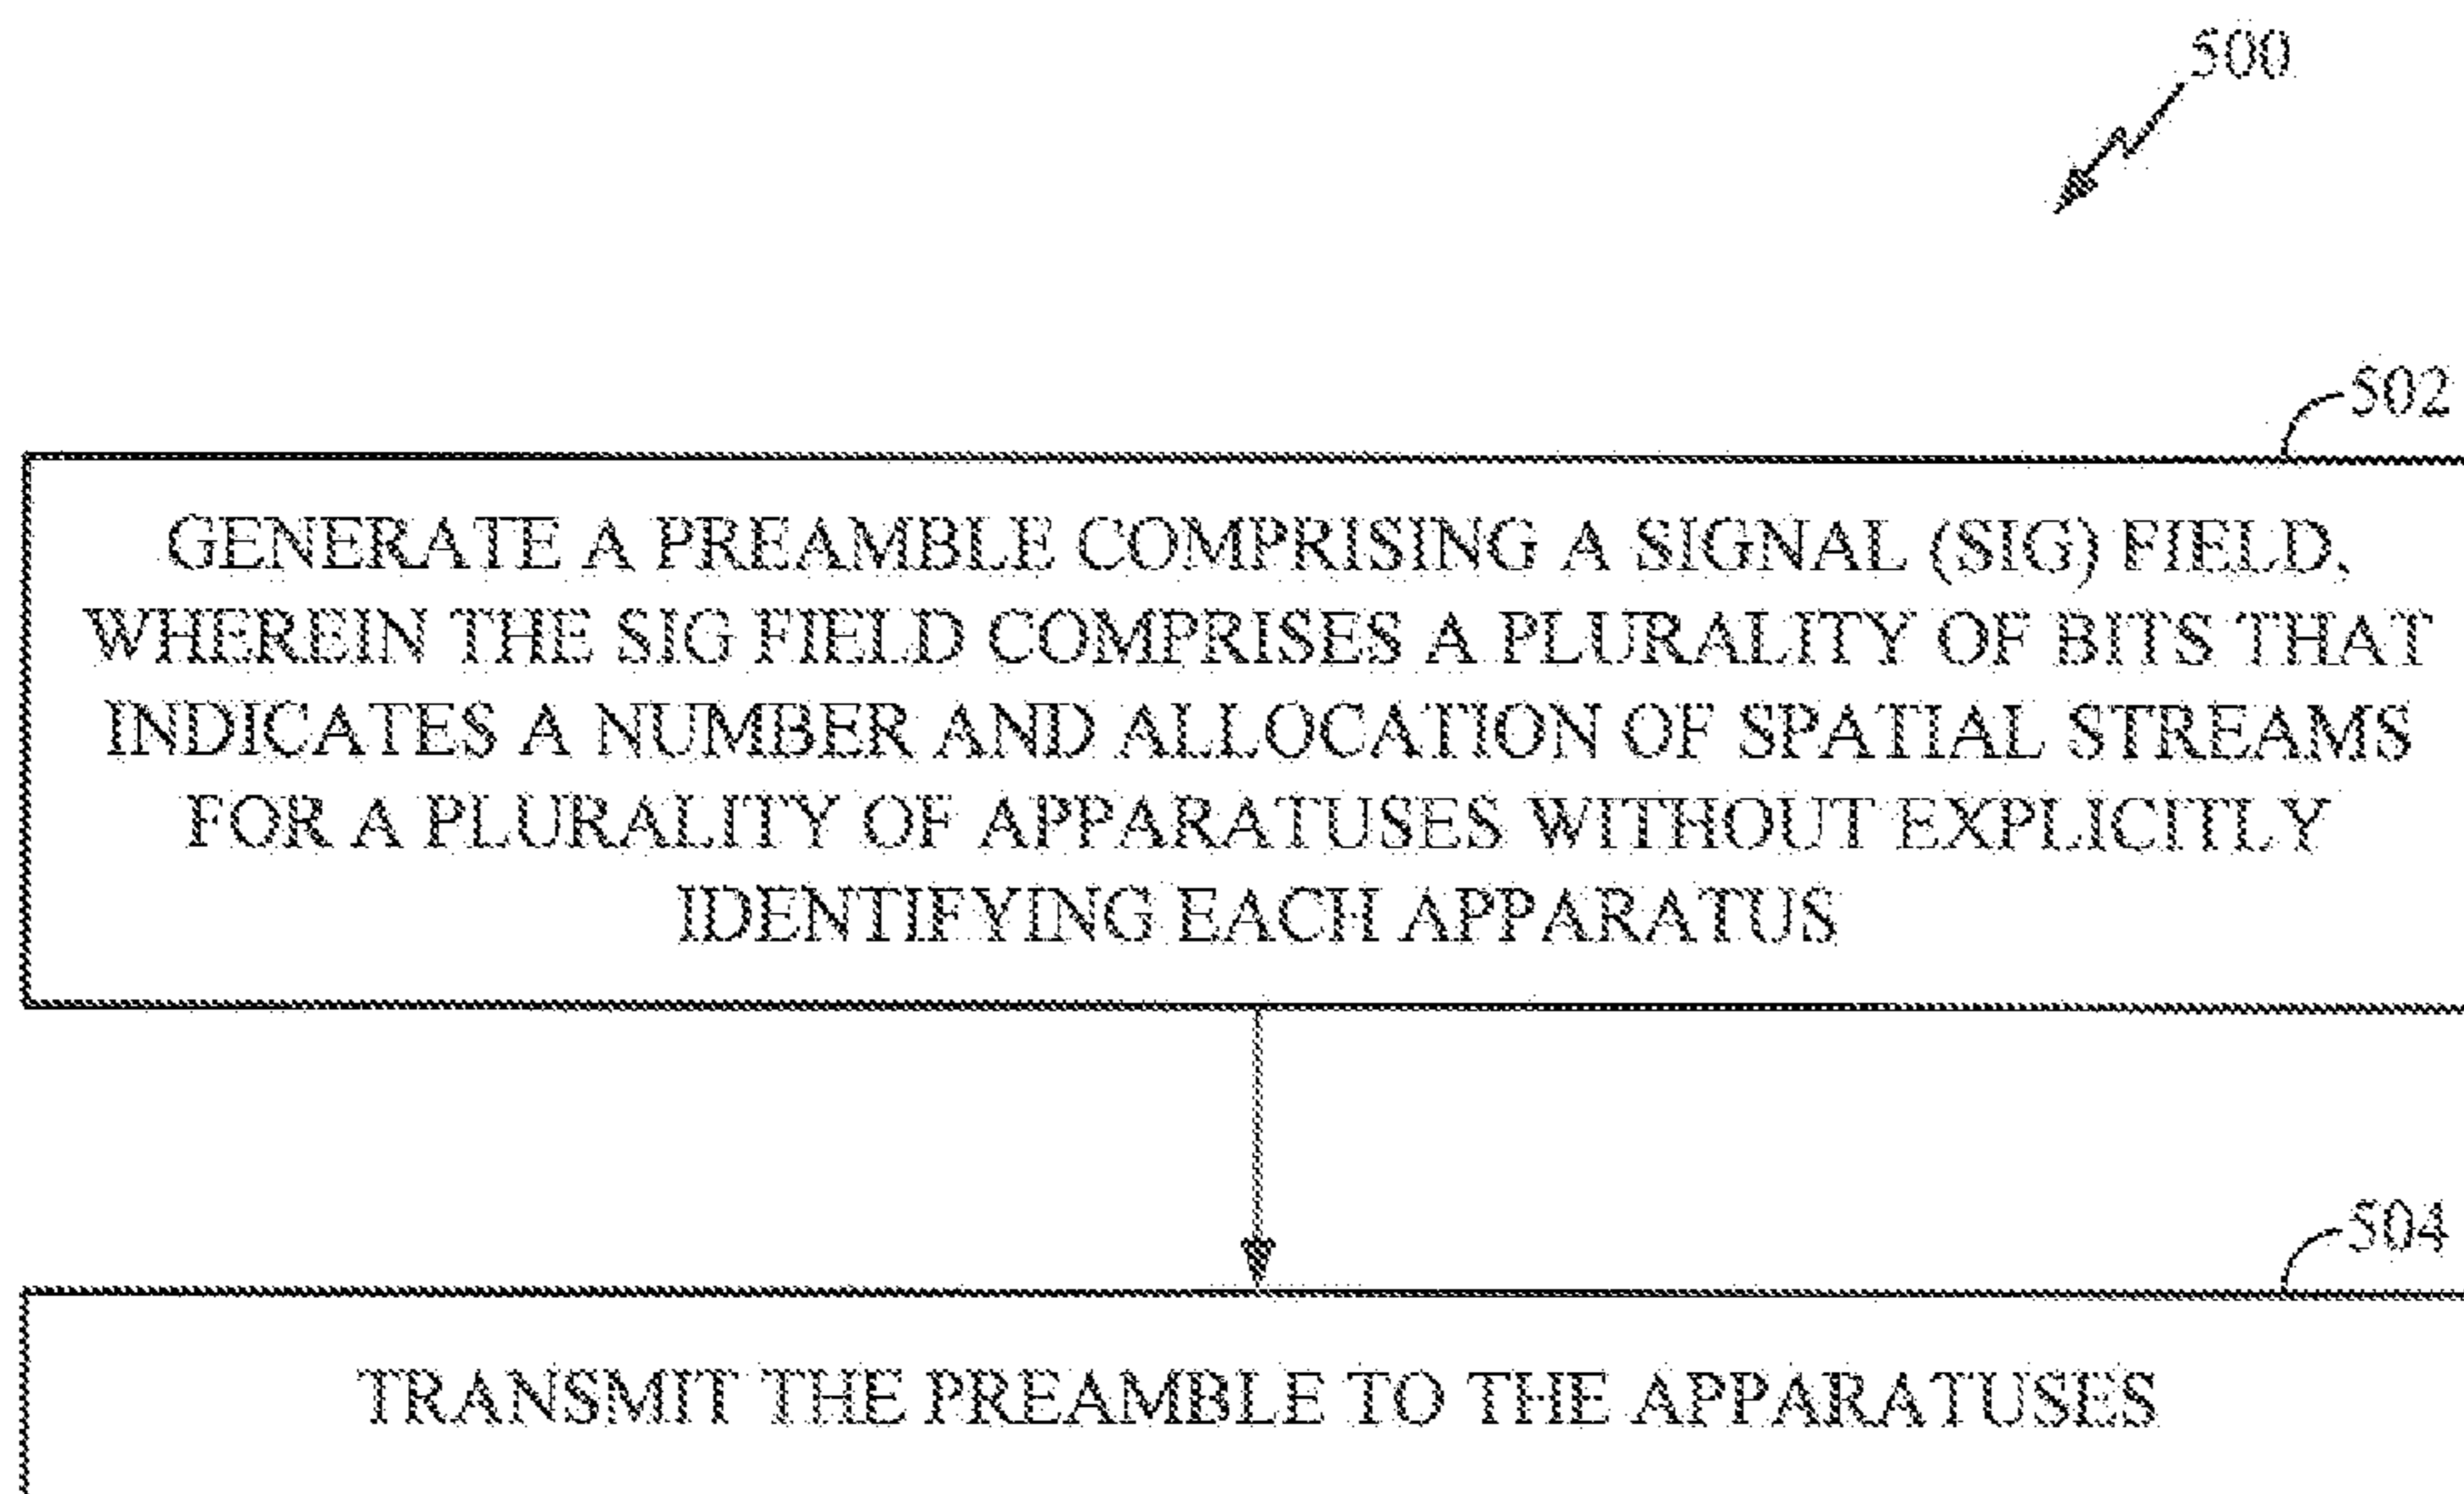 500
502
GENERATE A PREAMBLE COMPRISING A SIGNAL (SIG) FIELD,
WHEREIN THE SIG FIELD COMPRISES A PLURALITY OF BITS THAT
INDICATES A NUMBER AND ALLOCATION OF SPATIAL STREAMS
FOR A PLURALITY OF APPARATUSES WITHOUT EXPLICITLY
IDENTIFYING EACH APPARATUS
504
TRANSMIT THE PREAMBLE TO THE APPARATUSES